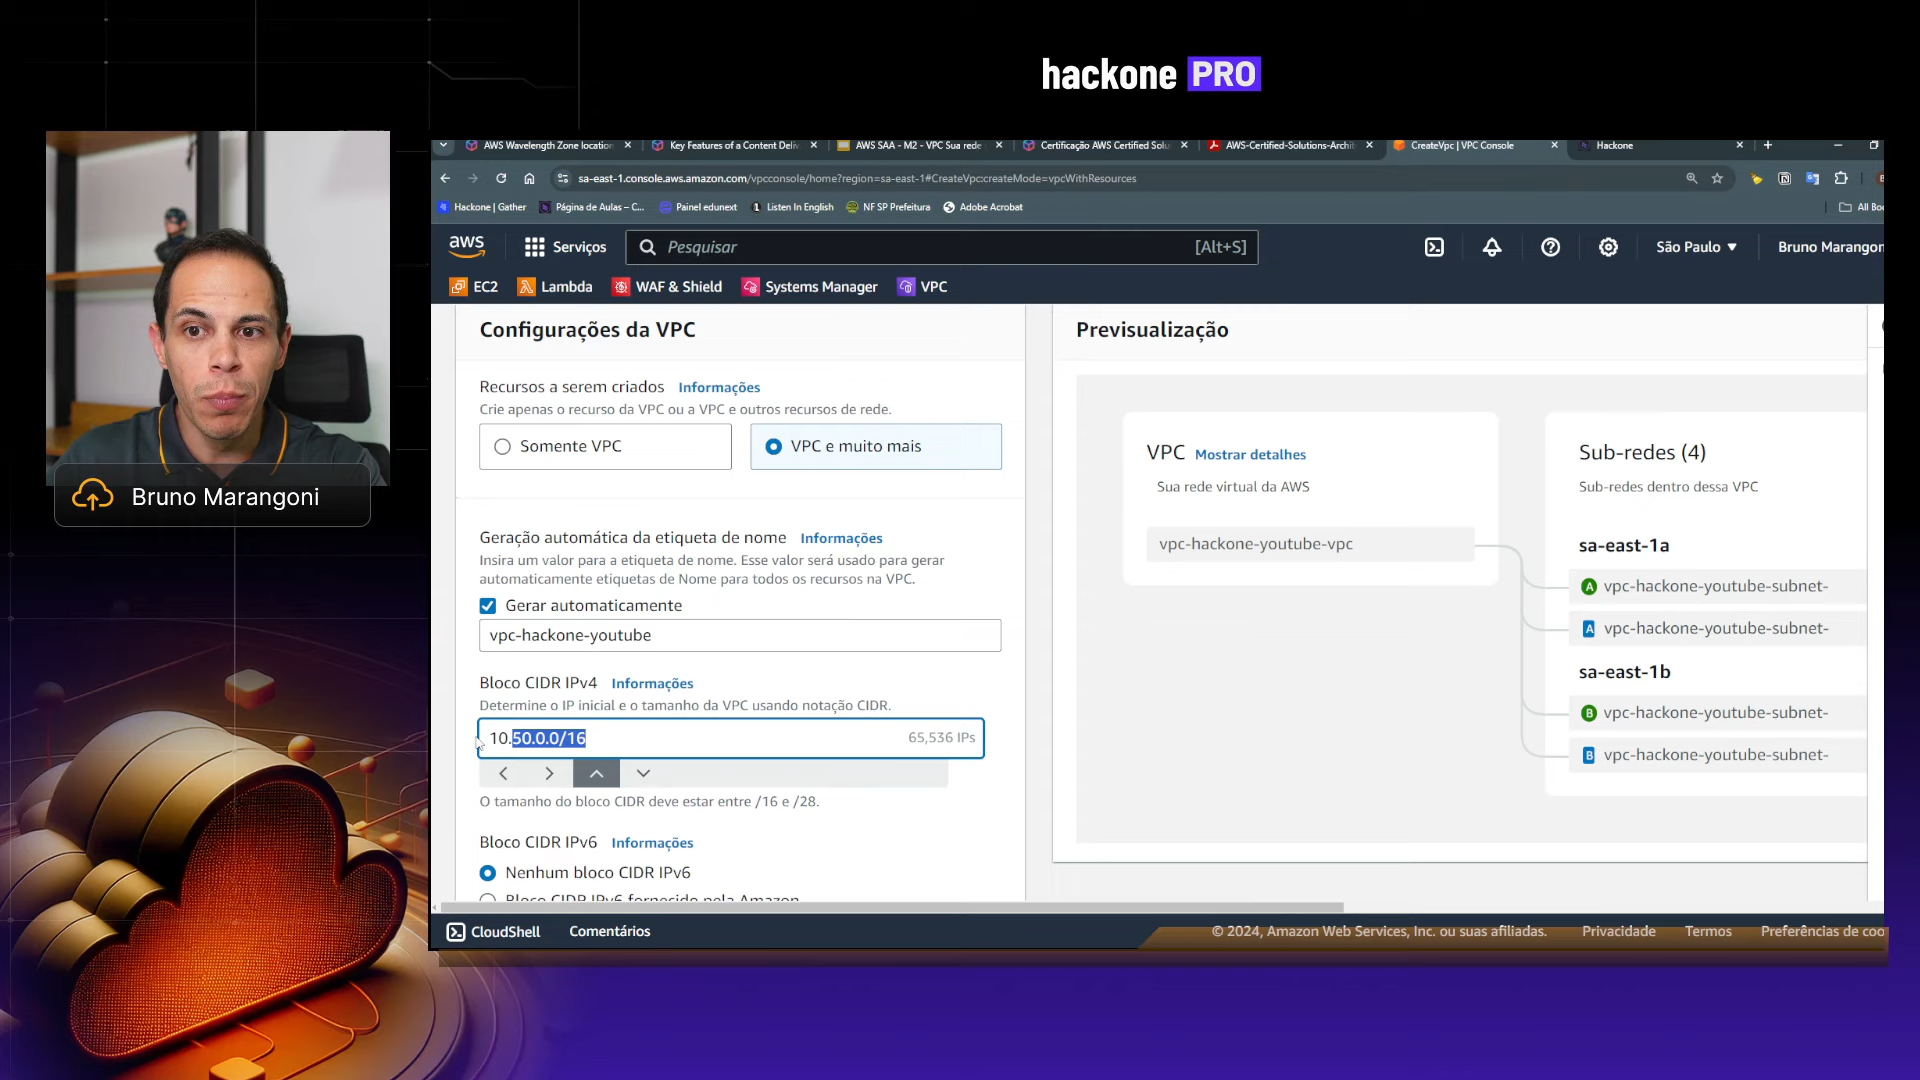 hackone PRO
AWS Wavelength Zone location
Key Features of a Content Deliv
AWS SAA - M2 - VPC Sua rede
Certificação AWS Certified Solu
AWS-Certified-Solutions-Archit
CreateVpc | VPC Console
Hackone
sa-east-1.console.aws.amazon.com/vpcconsole/home?region=sa-east-1#CreateVpc:createMode=vpcWithResources
Hackone | Gather
Página de Aulas – C...
Painel edunext
Listen In English
NF SP Prefeitura
Adobe Acrobat
All Boo
aws
Serviços
Pesquisar
[Alt+S]
São Paulo
Bruno Marangon
EC2
Lambda
WAF & Shield
Systems Manager
VPC
Configurações da VPC
Recursos a serem criados Informações
Crie apenas o recurso da VPC ou a VPC e outros recursos de rede.
Somente VPC
VPC e muito mais
Geração automática da etiqueta de nome Informações
Insira um valor para a etiqueta de nome. Esse valor será usado para gerar
automaticamente etiquetas de Nome para todos os recursos na VPC.
Gerar automaticamente
vpc-hackone-youtube
Bloco CIDR IPv4 Informações
Determine o IP inicial e o tamanho da VPC usando notação CIDR.
10.50.0.0/16
65,536 IPs
O tamanho do bloco CIDR deve estar entre /16 e /28.
Bloco CIDR IPv6 Informações
Nenhum bloco CIDR IPv6
Bloco CIDR IPv6 fornecido pela Amazon
Previsualização
VPC Mostrar detalhes
Sua rede virtual da AWS
vpc-hackone-youtube-vpc
Sub-redes (4)
Sub-redes dentro dessa VPC
sa-east-1a
A vpc-hackone-youtube-subnet-
A vpc-hackone-youtube-subnet-
sa-east-1b
B vpc-hackone-youtube-subnet-
B vpc-hackone-youtube-subnet-
CloudShell
Comentários
© 2024, Amazon Web Services, Inc. ou suas afiliadas.
Privacidade
Termos
Preferências de coo
Bruno Marangoni